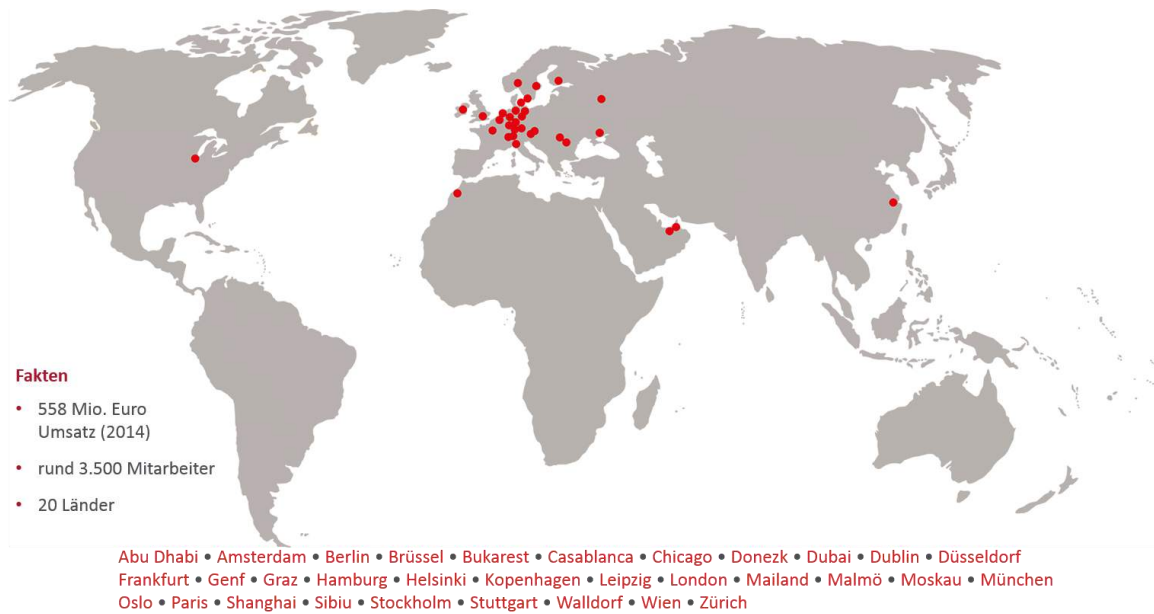 Fakten
• 558 Mio. Euro
Umsatz (2014)
• rund 3.500 Mitarbeiter
• 20 Länder
Abu Dhabi • Amsterdam • Berlin • Brüssel • Bukarest • Casablanca • Chicago • Donezk • Dubai • Dublin • Düsseldorf
Frankfurt • Genf • Graz • Hamburg • Helsinki • Kopenhagen • Leipzig • London • Mailand • Malmö • Moskau • München
Oslo • Paris • Shanghai • Sibiu • Stockholm • Stuttgart • Walldorf • Wien • Zürich